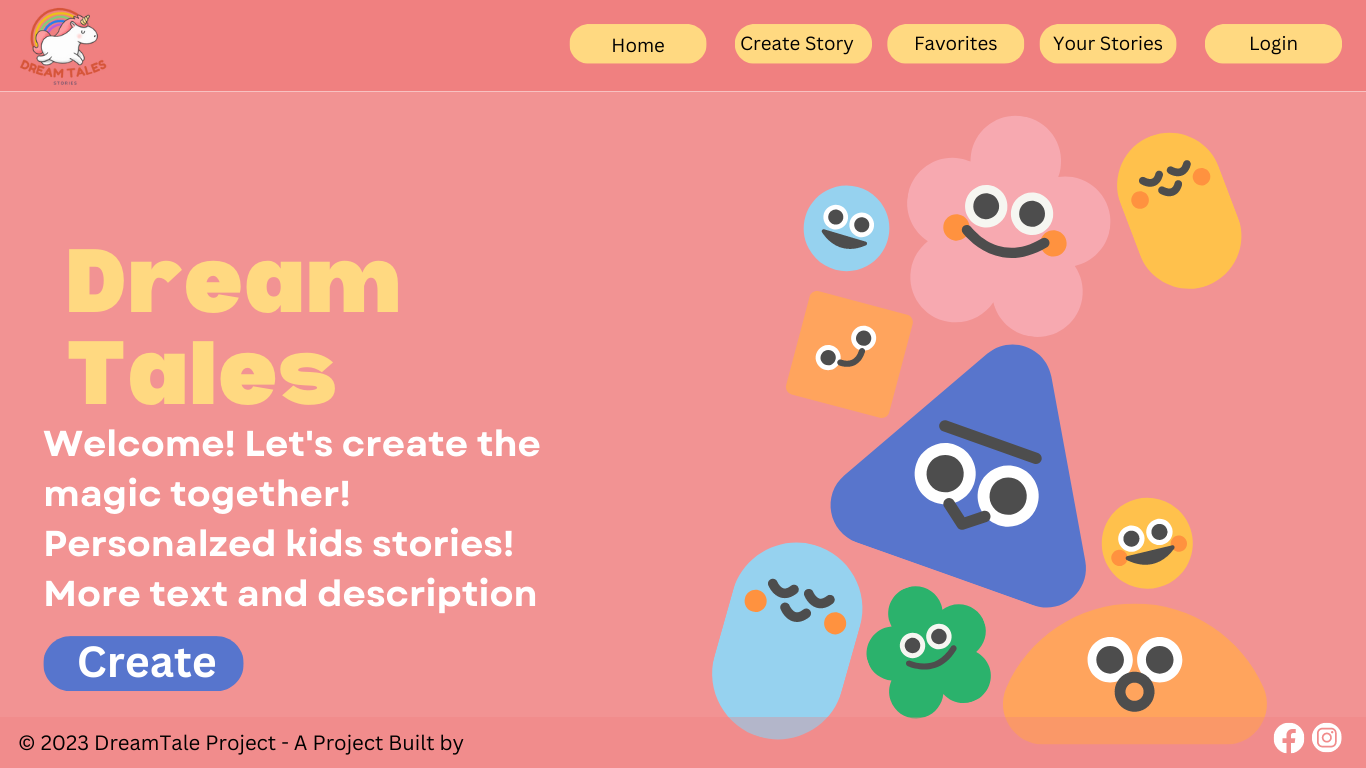 DREAM TALES
STORIES
Home
Create Story
Favorites
Your Stories
Login
Dream
Tales
Welcome! Let's create the
magic together!
Personalzed kids stories!
More text and description
Create
© 2023 DreamTale Project - A Project Built by